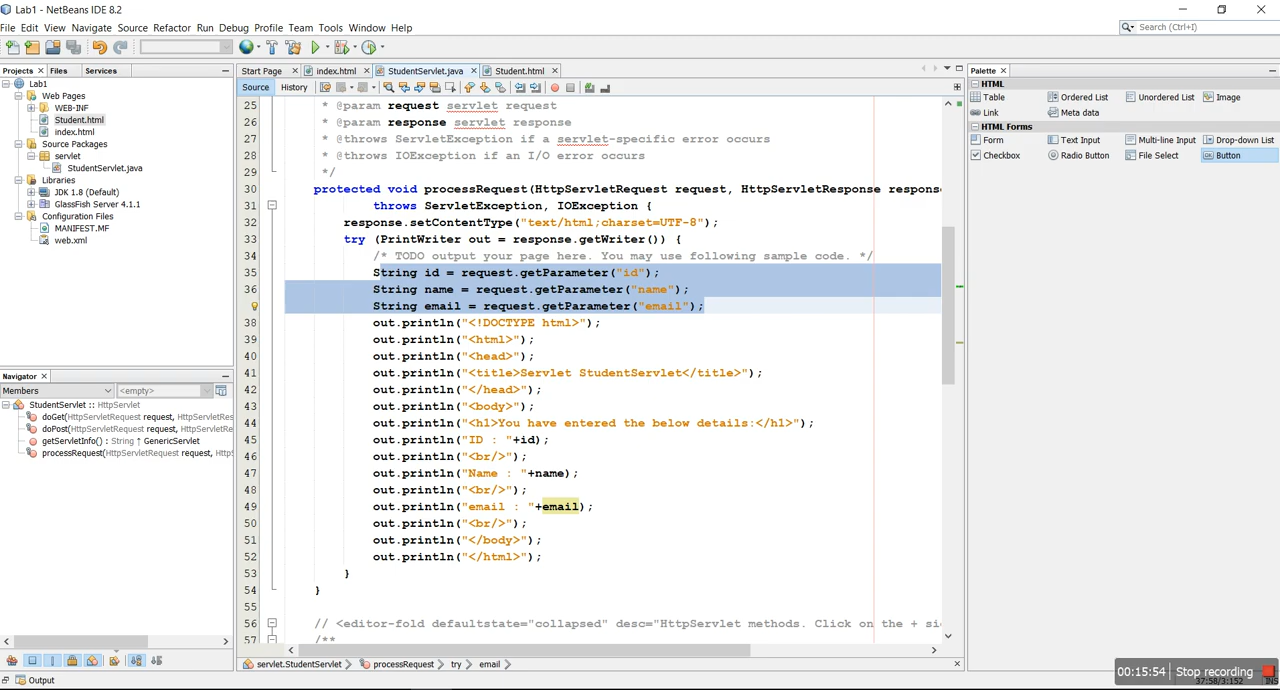 Lab1 - NetBeans IDE 8.2
File Edit View Navigate Source Refactor Run Debug Profile Team Tools Window Help
Search (Ctrl+I)
Projects Files Services
Start Page index.html StudentServlet.java Student.html
Source History
Lab1
Web Pages
WEB-INF
Student.html
index.html
Source Packages
servlet
StudentServlet.java
Libraries
JDK 1.8 (Default)
GlassFish Server 4.1.1
Configuration Files
MANIFEST.MF
web.xml
Navigator
Members <empty>
StudentServlet :: HttpServlet
doGet(HttpServletRequest request, HttpServletRes
doPost(HttpServletRequest request, HttpServletRe
getServletInfo() : String ↑ GenericServlet
processRequest(HttpServletRequest request, HttpS
25 * @param request servlet request
26 * @param response servlet response
27 * @throws ServletException if a servlet-specific error occurs
28 * @throws IOException if an I/O error occurs
29 */
30 protected void processRequest(HttpServletRequest request, HttpServletResponse respons
31 throws ServletException, IOException {
32 response.setContentType("text/html;charset=UTF-8");
33 try (PrintWriter out = response.getWriter()) {
34 /* TODO output your page here. You may use following sample code. */
35 String id = request.getParameter("id");
36 String name = request.getParameter("name");
String email = request.getParameter("email");
38 out.println("<!DOCTYPE html>");
39 out.println("<html>");
40 out.println("<head>");
41 out.println("<title>Servlet StudentServlet</title>");
42 out.println("</head>");
43 out.println("<body>");
44 out.println("<h1>You have entered the below details:</h1>");
45 out.println("ID : "+id);
46 out.println("<br/>");
47 out.println("Name : "+name);
48 out.println("<br/>");
49 out.println("email : "+email);
50 out.println("<br/>");
51 out.println("</body>");
52 out.println("</html>");
53 }
54 }
55
56 // <editor-fold defaultstate="collapsed" desc="HttpServlet methods. Click on the + si
57 /**
servlet.StudentServlet processRequest try email
Palette
HTML
Table Ordered List Unordered List Image
Link Meta data
HTML Forms
Form Text Input Multi-line Input Drop-down List
Checkbox Radio Button File Select Button
Output
00:15:54 Stop recording
37:58/3:152 INS